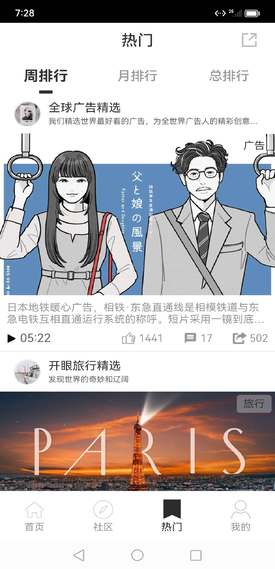 7:28
热门
周排行
月排行
总排行
全球广告精选
我们精选世界最好看的广告，为全世界广告人的精彩创意…
广告
父と娘の風景
日本地铁暖心广告，相铁·东急直通线是相模铁道与东
急电铁互相直通运行系统的称呼。短片采用一镜到底…
05:22
1441
17
502
开眼旅行精选
发现世界的奇妙和辽阔
旅行
PARIS
首页
社区
热门
我的